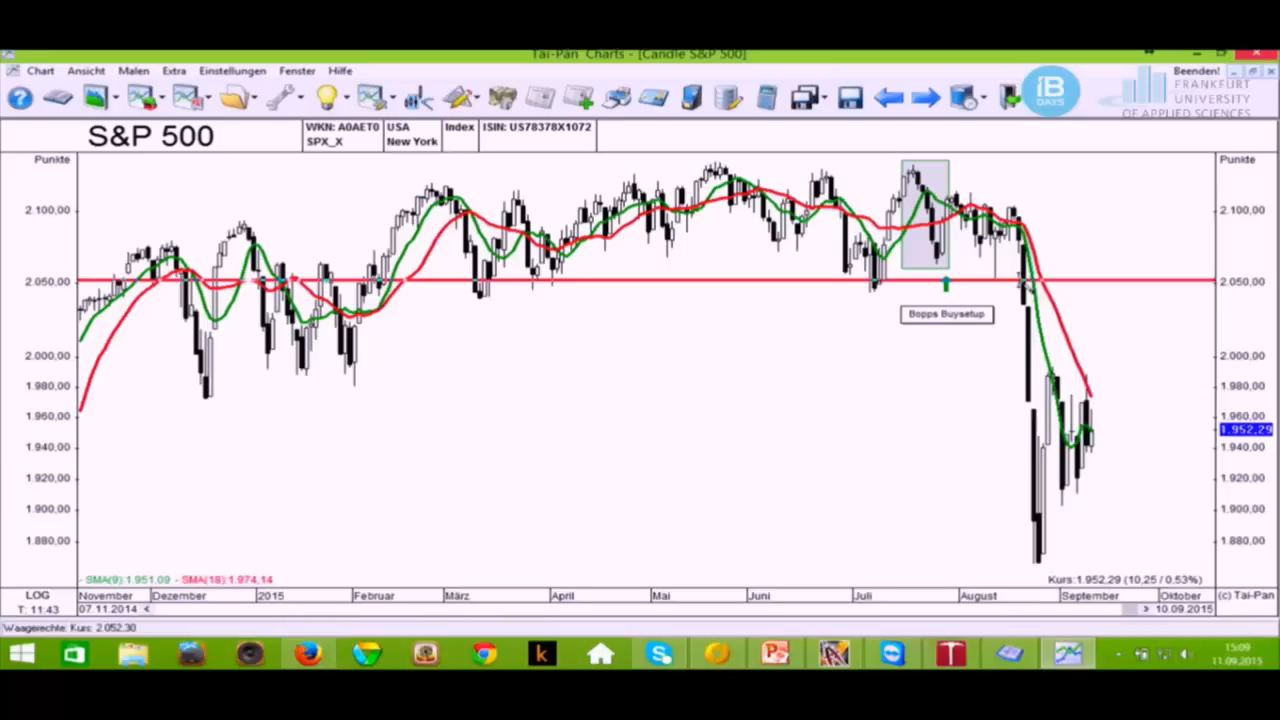 Tai-Pan Charts - [Candle S&P 500]
Chart Ansicht Malen Extra Einstellungen Fenster Hilfe Beenden!
iB DAYS
FRANKFURT
UNIVERSITY
OF APPLIED SCIENCES
S&P 500
WKN: A0AET0 USA Index ISIN: US78378X1072
SPX_X New York
Punkte Punkte
2.100,00 2.100,00
2.050,00 2.050,00
Bopps Buysetup
2.000,00 2.000,00
1.980,00 1.980,00
1.960,00 1.960,00
1.952,29
1.940,00 1.940,00
1.920,00 1.920,00
1.900,00 1.900,00
1.880,00 1.880,00
- SMA(9):1.951,09 - SMA(18):1.974,14 Kurs:1.952,29 (10,25 / 0.53%)
LOG November Dezember 2015 Februar März April Mai Juni Juli August September Oktober (c) Tai-Pan
T: 11:43 07.11.2014 < > 10.09.2015
Waagerechte: Kurs: 2.052,30
15:09
11.09.2015